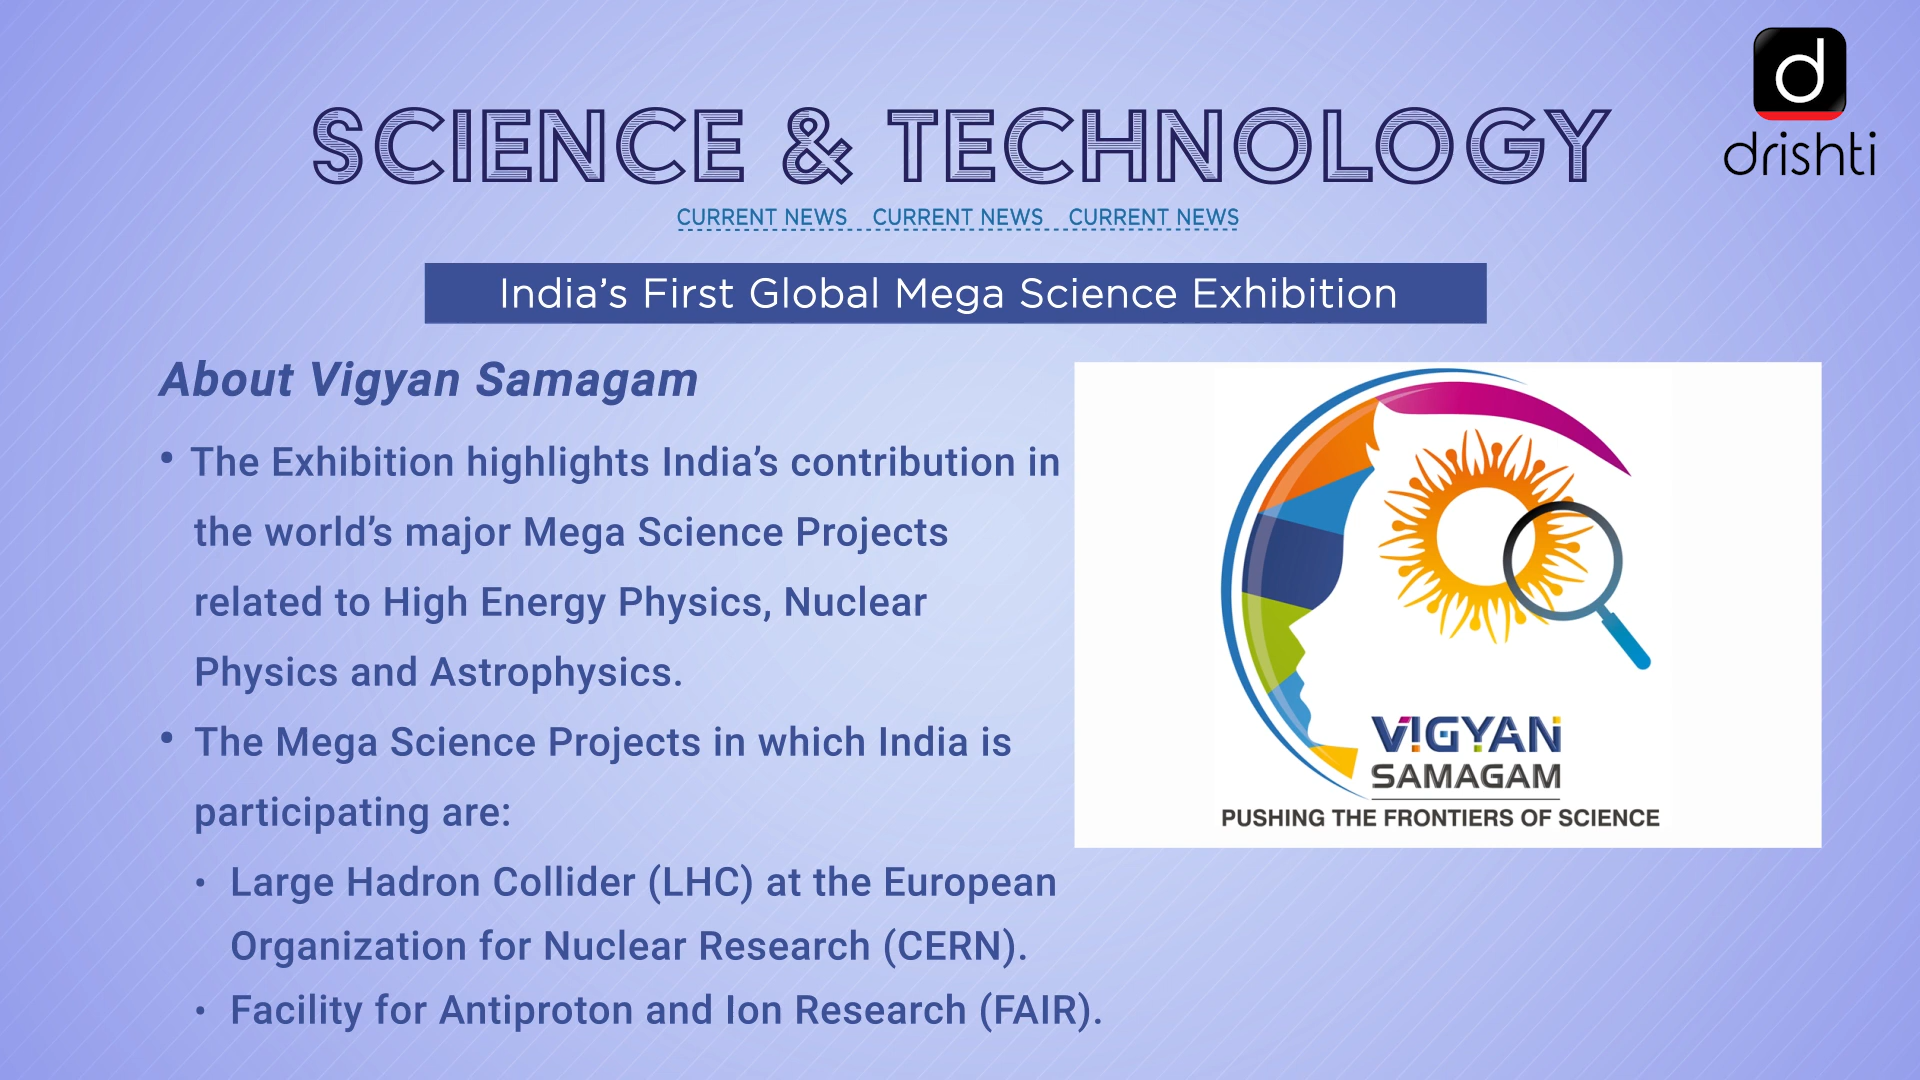 d
drishti
SCIENCE & TECHNOLOGY
CURRENT NEWS CURRENT NEWS CURRENT NEWS
India’s First Global Mega Science Exhibition
About Vigyan Samagam
• The Exhibition highlights India’s contribution in
the world’s major Mega Science Projects
related to High Energy Physics, Nuclear
Physics and Astrophysics.
• The Mega Science Projects in which India is
participating are:
• Large Hadron Collider (LHC) at the European
Organization for Nuclear Research (CERN).
• Facility for Antiproton and Ion Research (FAIR).
VIGYAN
SAMAGAM
PUSHING THE FRONTIERS OF SCIENCE